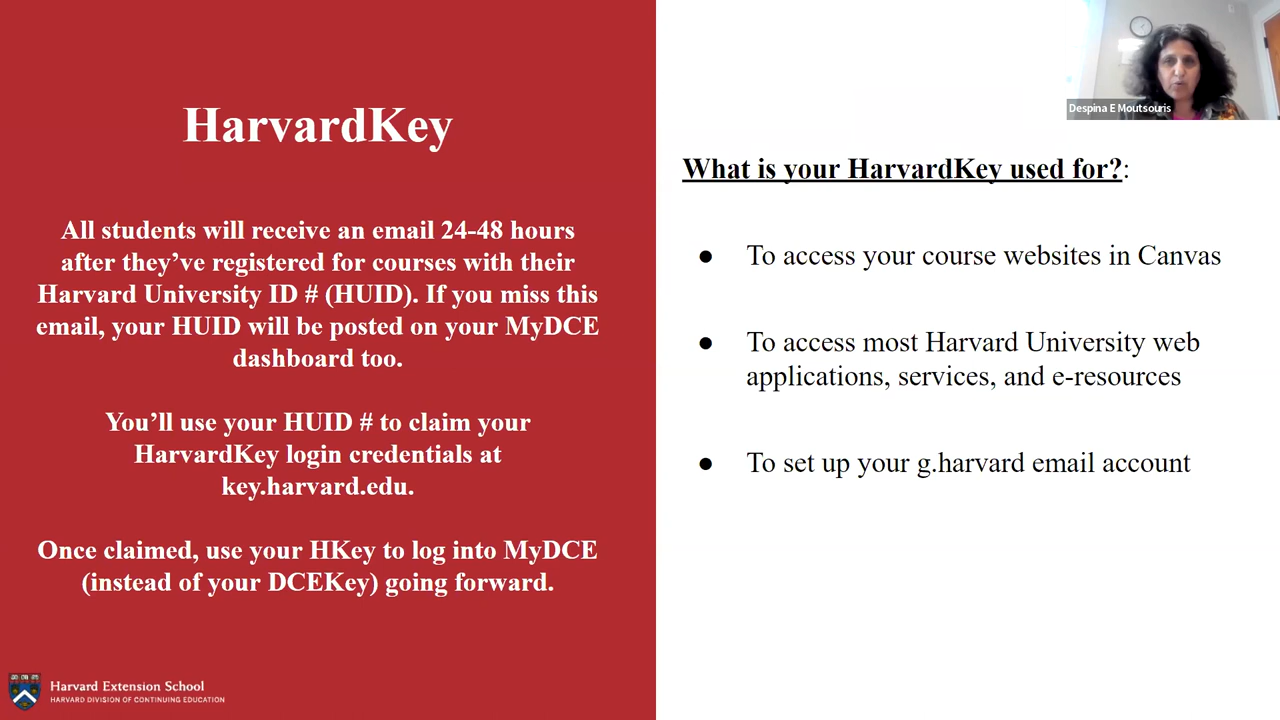 HarvardKey
All students will receive an email 24-48 hours
after they’ve registered for courses with their
Harvard University ID # (HUID). If you miss this
email, your HUID will be posted on your MyDCE
dashboard too.
You’ll use your HUID # to claim your
HarvardKey login credentials at
key.harvard.edu.
Once claimed, use your HKey to log into MyDCE
(instead of your DCEKey) going forward.
Harvard Extension School
HARVARD DIVISION OF CONTINUING EDUCATION
Despina E Moutsouris
What is your HarvardKey used for?:
● To access your course websites in Canvas
● To access most Harvard University web
applications, services, and e-resources
● To set up your g.harvard email account